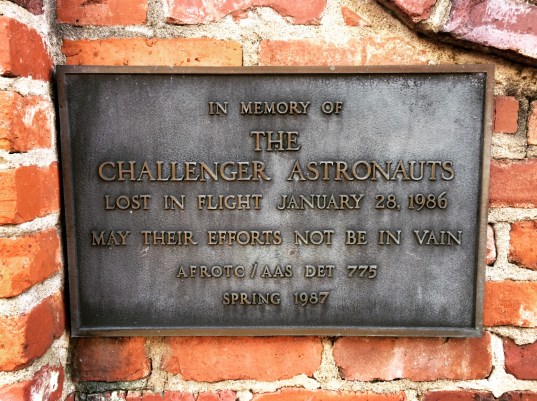 IN MEMORY OF
THE
CHALLENGER ASTRONAUTS
LOST IN FLIGHT JANUARY 28, 1986
MAY THEIR EFFORTS NOT BE IN VAIN
AFROTC/AAS DET 775
SPRING 1987